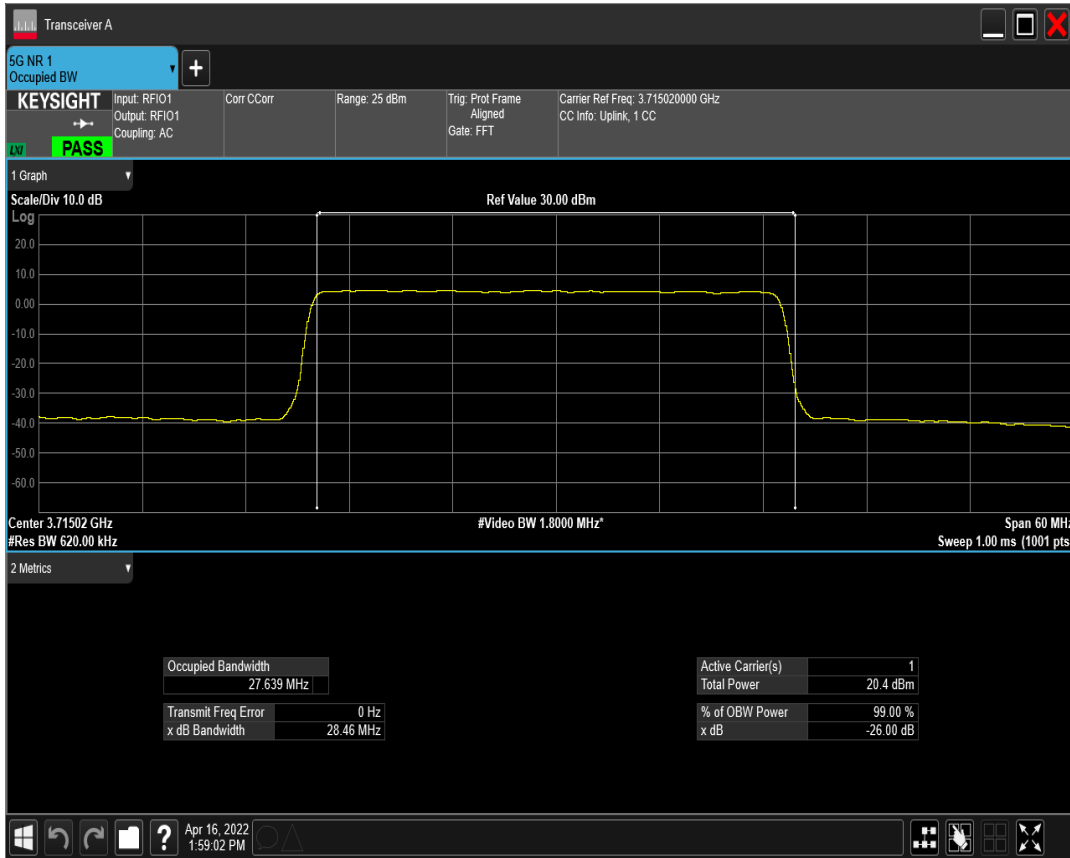 Transceiver A
5G NR 1
Occupied BW
KEYSIGHT
LXI
PASS
Input: RFIO1
Output: RFIO1
Coupling: AC
Corr CCorr
Range: 25 dBm
Trig: Prot Frame
Aligned
Gate: FFT
Carrier Ref Freq: 3.715020000 GHz
CC Info: Uplink, 1 CC
1 Graph
Scale/Div 10.0 dB
Ref Value 30.00 dBm
Log
20.0
10.0
0.00
-10.0
-20.0
-30.0
-40.0
-50.0
-60.0
Center 3.71502 GHz
#Video BW 1.8000 MHz*
Span 60 MHz
#Res BW 620.00 kHz
Sweep 1.00 ms (1001 pts
2 Metrics
Occupied Bandwidth
27.639 MHz
Transmit Freq Error 0 Hz
x dB Bandwidth 28.46 MHz
Active Carrier(s) 1
Total Power 20.4 dBm
% of OBW Power 99.00 %
x dB -26.00 dB
Apr 16, 2022
1:59:02 PM